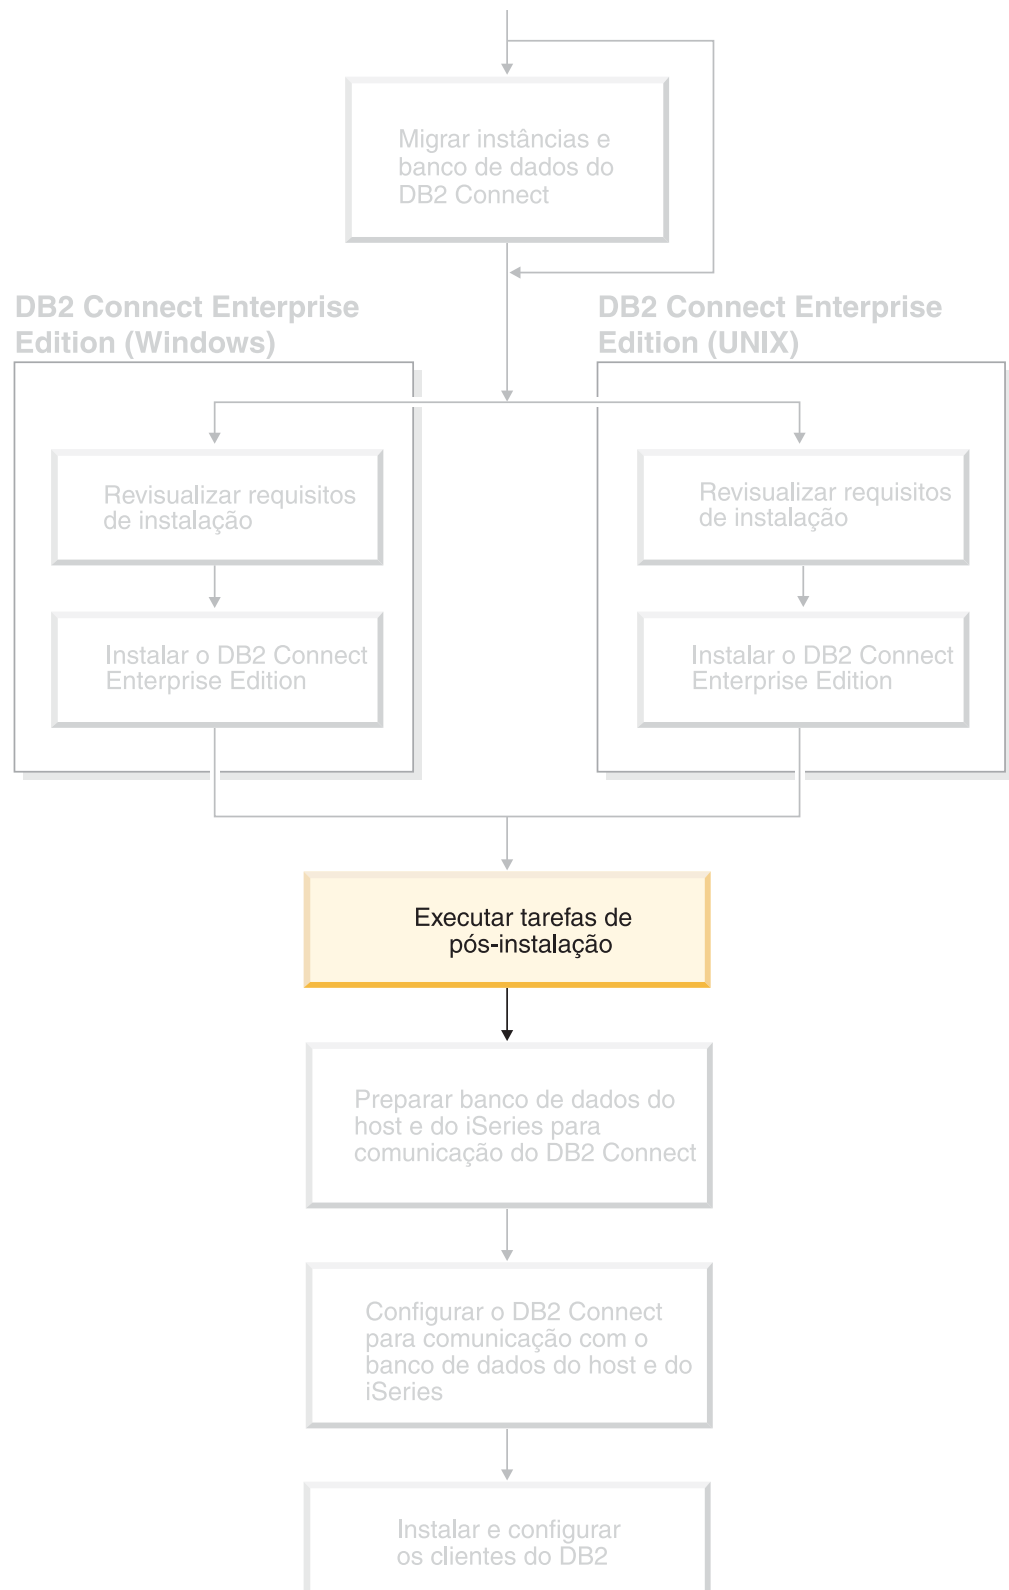 Migrar instâncias e
banco de dados do
DB2 Connect
DB2 Connect Enterprise
Edition (Windows)
Revisualizar requisitos
de instalação
Instalar o DB2 Connect
Enterprise Edition
DB2 Connect Enterprise
Edition (UNIX)
Revisualizar requisitos
de instalação
Instalar o DB2 Connect
Enterprise Edition
Executar tarefas de
pós-instalação
Preparar banco de dados do
host e do iSeries para
comunicação do DB2 Connect
Configurar o DB2 Connect
para comunicação com o
banco de dados do host e do
iSeries
Instalar e configurar
os clientes do DB2